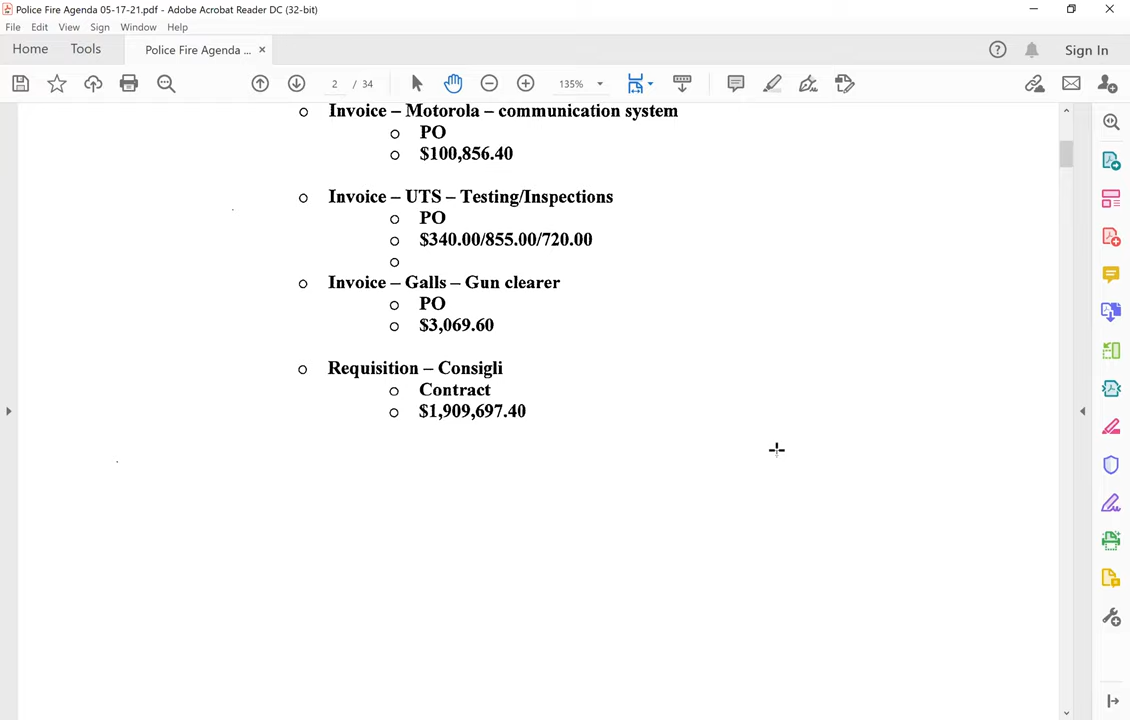 Police Fire Agenda 05-17-21.pdf - Adobe Acrobat Reader DC (32-bit)
File Edit View Sign Window Help
Home Tools Police Fire Agenda ... × Sign In
2 / 34 135%
o Invoice – Motorola – communication system
o PO
o $100,856.40
o Invoice – UTS – Testing/Inspections
o PO
o $340.00/855.00/720.00
o
o Invoice – Galls – Gun clearer
o PO
o $3,069.60
o Requisition – Consigli
o Contract
o $1,909,697.40